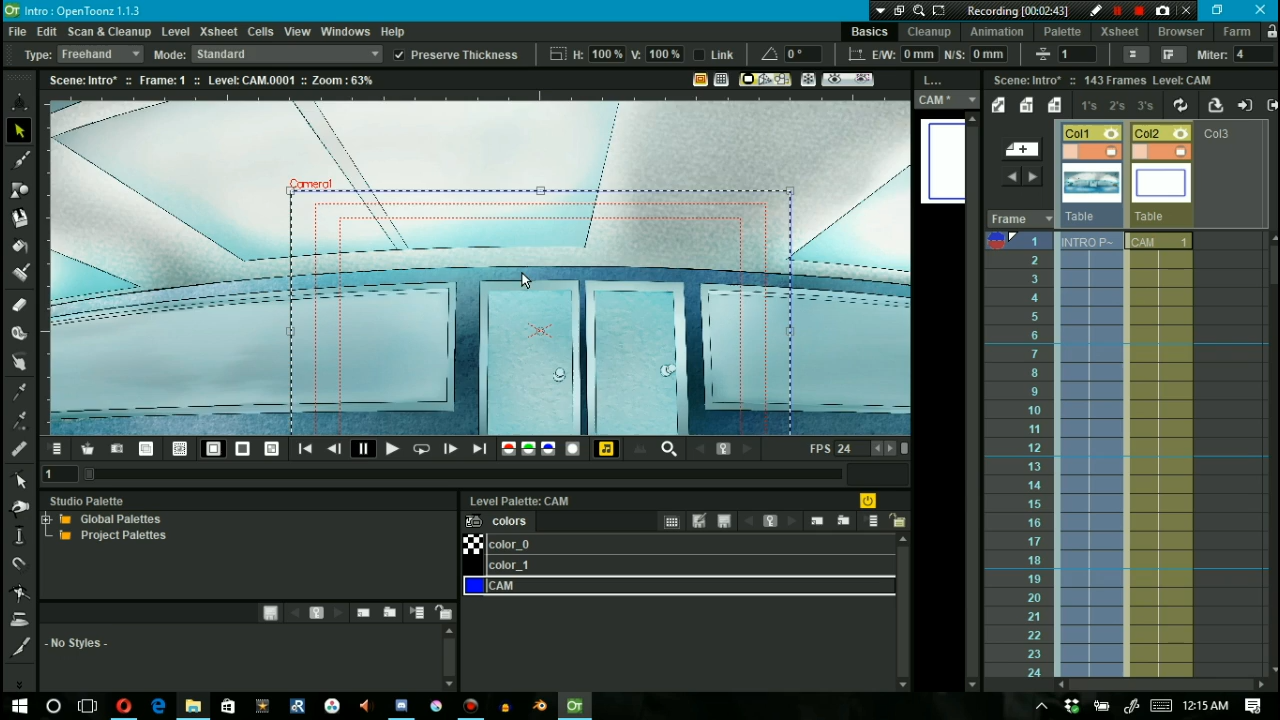 Intro : OpenToonz 1.1.3
Recording [00:02:43]
File Edit Scan & Cleanup Level Xsheet Cells View Windows Help
Basics Cleanup Animation Palette Xsheet Browser Farm
Type: Freehand Mode: Standard Preserve Thickness H: 100 % V: 100 % Link 0 ° E/W: 0 mm N/S: 0 mm 1 Miter: 4
Scene: Intro* :: Frame: 1 :: Level: CAM.0001 :: Zoom : 63%
L...
Scene: Intro* :: 143 Frames Level: CAM
CAM *
1's 2's 3's
Col1 Col2 Col3
Camera1
Table Table
Frame
1 INTRO P~ CAM 1
2
3
4
5
6
7
8
9
10
11
12
13
14
15
16
17
18
19
20
21
22
23
24
FPS 24
1
Studio Palette
Global Palettes
Project Palettes
- No Styles -
Level Palette: CAM
colors
color_0
color_1
CAM
12:15 AM